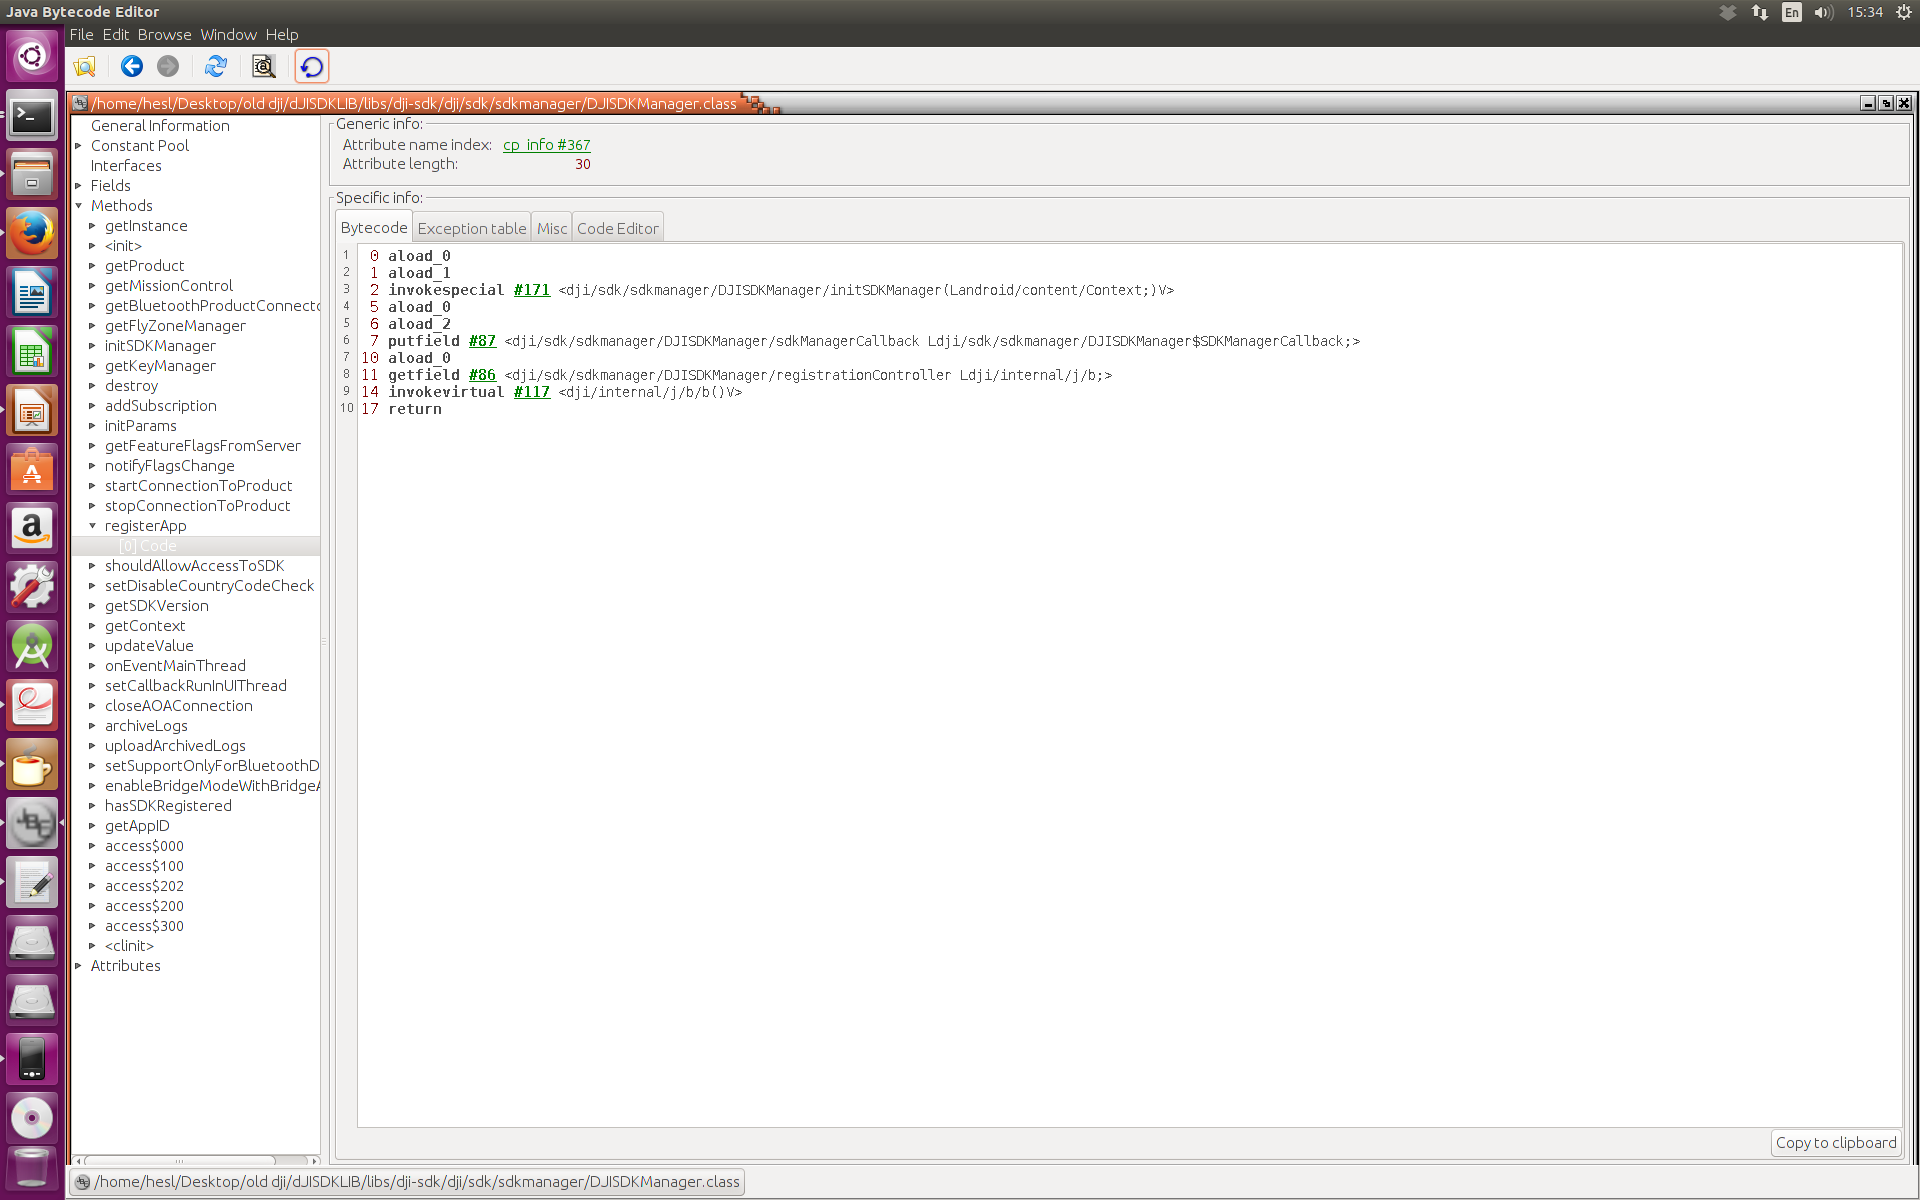 Java Bytecode Editor
En
15:34
File Edit Browse Window Help
/home/hesl/Desktop/old dji/dJISDKLIB/libs/dji-sdk/dji/sdk/sdkmanager/DJISDKManager.class
General Information
Constant Pool
Interfaces
Fields
Methods
getInstance
<init>
getProduct
getMissionControl
getBluetoothProductConnecto
getFlyZoneManager
initSDKManager
getKeyManager
destroy
addSubscription
initParams
getFeatureFlagsFromServer
notifyFlagsChange
startConnectionToProduct
stopConnectionToProduct
registerApp
[0] Code
shouldAllowAccessToSDK
setDisableCountryCodeCheck
getSDKVersion
getContext
updateValue
onEventMainThread
setCallbackRunInUIThread
closeAOAConnection
archiveLogs
uploadArchivedLogs
setSupportOnlyForBluetoothD
enableBridgeModeWithBridgeA
hasSDKRegistered
getAppID
access$000
access$100
access$202
access$200
access$300
<clinit>
Attributes
Generic info:
Attribute name index: cp_info #367
Attribute length: 30
Specific info:
Bytecode Exception table Misc Code Editor
1 0 aload_0
2 1 aload_1
3 2 invokespecial #171 <dji/sdk/sdkmanager/DJISDKManager/initSDKManager(Landroid/content/Context;)V>
4 5 aload_0
5 6 aload_2
6 7 putfield #87 <dji/sdk/sdkmanager/DJISDKManager/sdkManagerCallback Ldji/sdk/sdkmanager/DJISDKManager$SDKManagerCallback;>
7 10 aload_0
8 11 getfield #86 <dji/sdk/sdkmanager/DJISDKManager/registrationController Ldji/internal/j/b;>
9 14 invokevirtual #117 <dji/internal/j/b/b()V>
10 17 return
Copy to clipboard
/home/hesl/Desktop/old dji/dJISDKLIB/libs/dji-sdk/dji/sdk/sdkmanager/DJISDKManager.class